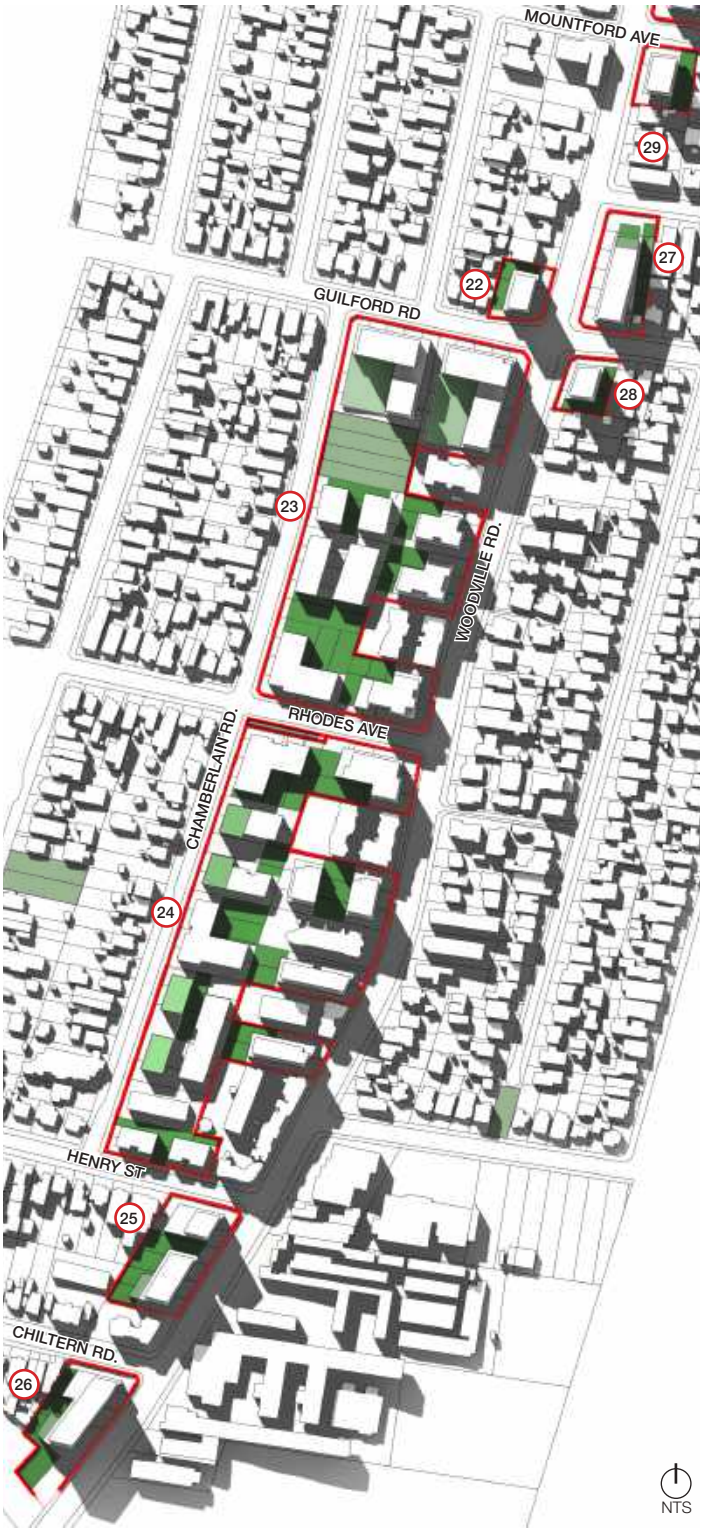 MOUNTFORD AVE
29
27
22
GUILFORD RD
28
23
WOODVILLE RD.
RHODES AVE
CHAMBERLAIN RD.
24
HENRY ST
25
CHILTERN RD.
26
NTS